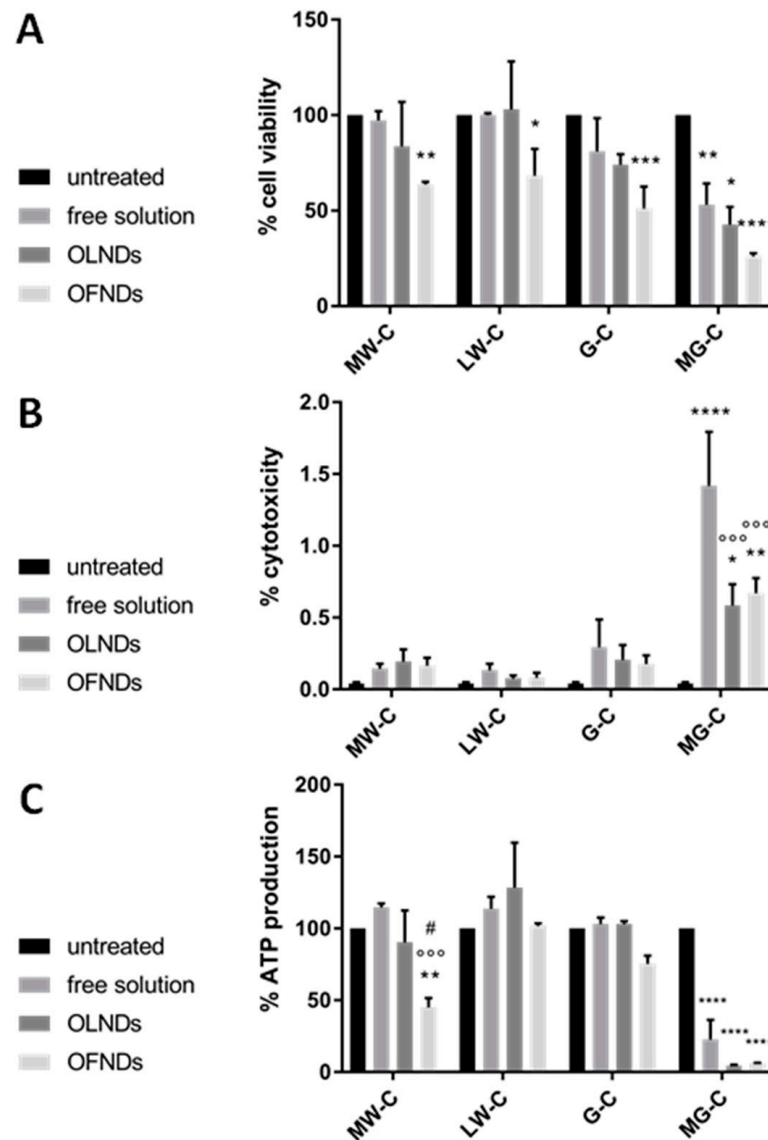 A
150
100
50
0
% cell viability
untreated
free solution
OLNDs
OFNDs
**
*
***
**
*
****
MW-C
LW-C
G-C
MG-C
B
2.0
1.5
1.0
0.5
0.0
% cytotoxicity
untreated
free solution
OLNDs
OFNDs
****
°°°
*
°°°
**
MW-C
LW-C
G-C
MG-C
C
200
150
100
50
0
% ATP production
untreated
free solution
OLNDs
OFNDs
#
°°°
**
****
****
****
MW-C
LW-C
G-C
MG-C